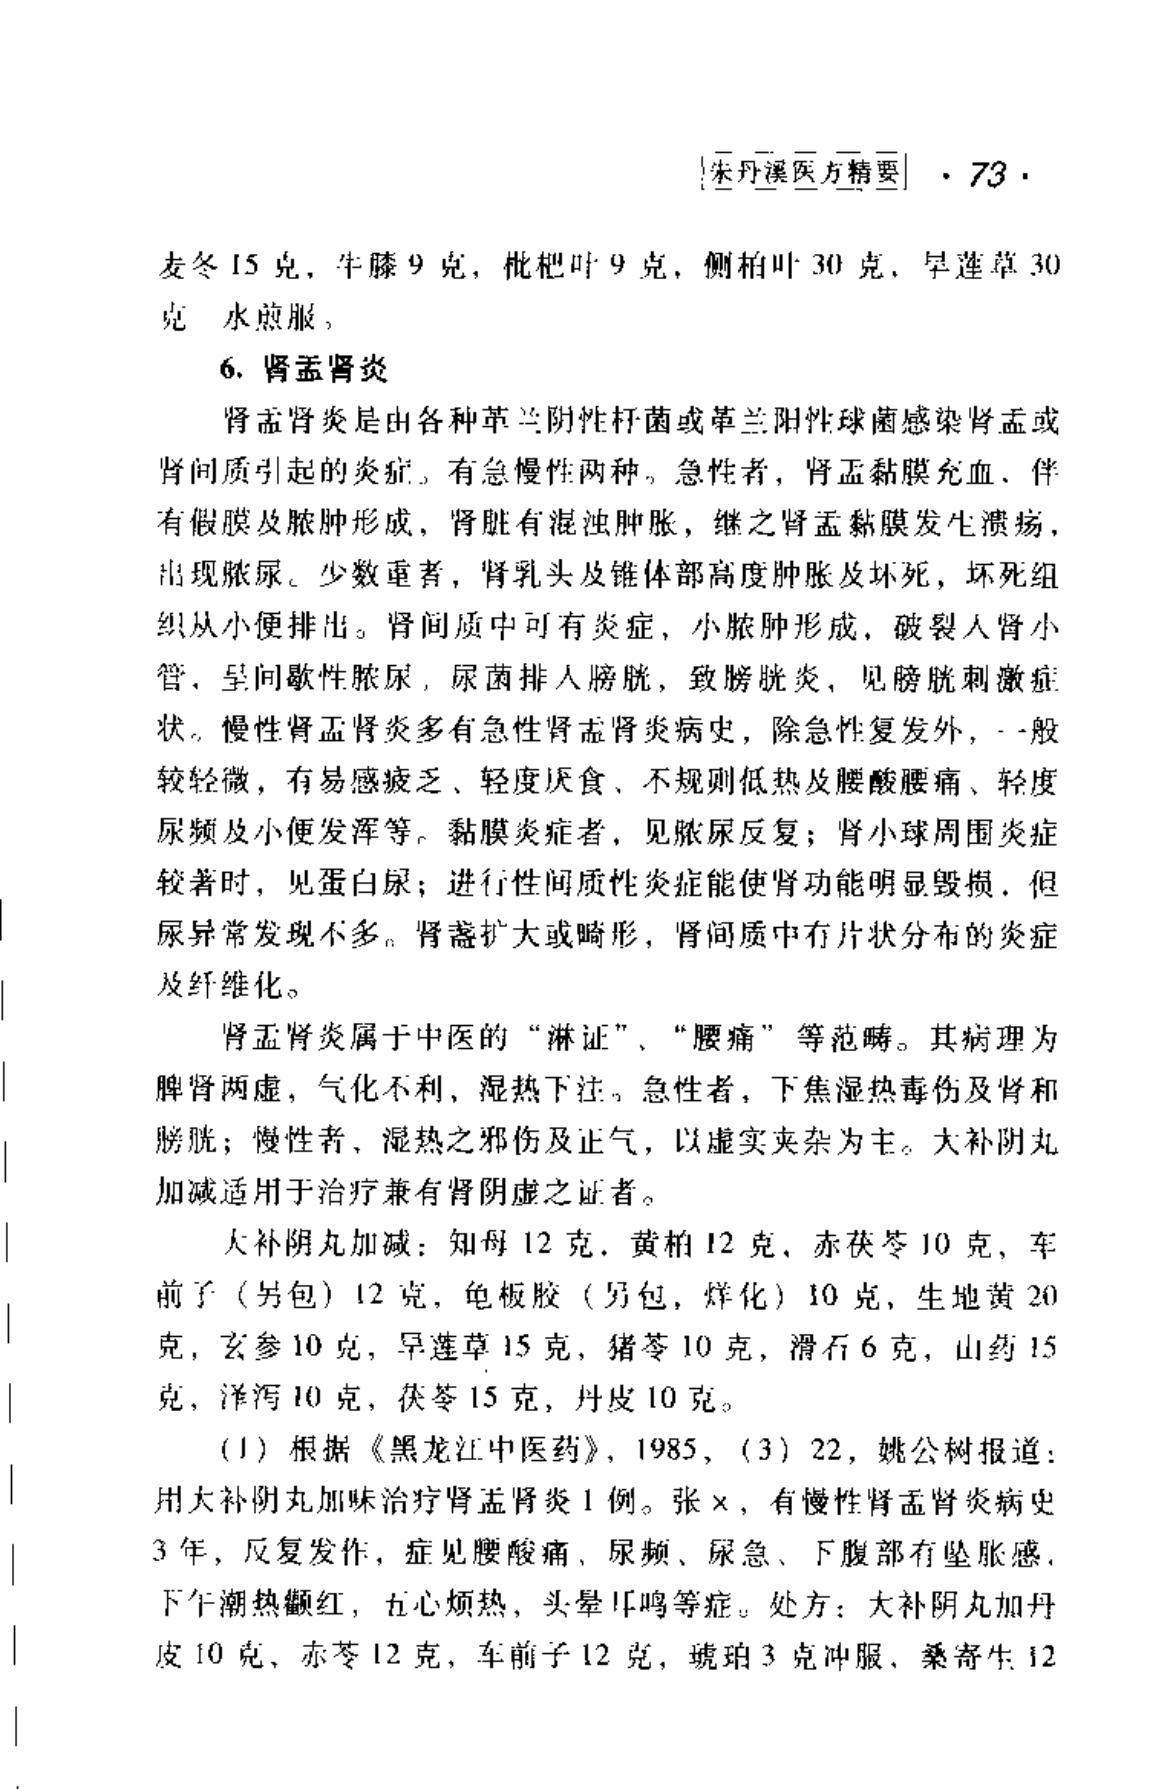 朱丹溪医方精要 · 73 ·
麦冬 15 克，牛膝 9 克，枇杷叶 9 克，侧柏叶 30 克，旱莲草 30
克　水煎服。
6. 肾盂肾炎
肾盂肾炎是由各种革兰阴性杆菌或革兰阳性球菌感染肾盂或
肾间质引起的炎症。有急慢性两种。急性者，肾盂黏膜充血、伴
有假膜及脓肿形成，肾脏有混浊肿胀，继之肾盂黏膜发生溃疡，
出现脓尿。少数重者，肾乳头及锥体部高度肿胀及坏死，坏死组
织从小便排出。肾间质中可有炎症，小脓肿形成，破裂入肾小
管，呈间歇性脓尿，尿菌排入膀胱，致膀胱炎，见膀胱刺激症
状。慢性肾盂肾炎多有急性肾盂肾炎病史，除急性复发外，一般
较轻微，有易感疲乏、轻度厌食、不规则低热及腰酸腰痛、轻度
尿频及小便发浑等。黏膜炎症者，见脓尿反复；肾小球周围炎症
较著时，见蛋白尿；进行性间质性炎症能使肾功能明显毁损，但
尿异常发现不多。肾盏扩大或畸形，肾间质中有片状分布的炎症
及纤维化。
肾盂肾炎属于中医的“淋证”、“腰痛”等范畴。其病理为
脾肾两虚，气化不利，湿热下注。急性者，下焦湿热毒伤及肾和
膀胱；慢性者，湿热之邪伤及正气，以虚实夹杂为主。大补阴丸
加减适用于治疗兼有肾阴虚之证者。
大补阴丸加减：知母 12 克，黄柏 12 克，赤茯苓 10 克，车
前子（另包）12 克，龟板胶（另包，烊化）10 克，生地黄 20
克，玄参 10 克，旱莲草 15 克，猪苓 10 克，滑石 6 克，山药 15
克，泽泻 10 克，茯苓 15 克，丹皮 10 克。
（1）根据《黑龙江中医药》，1985，（3）22，姚公树报道：
用大补阴丸加味治疗肾盂肾炎 1 例。张×，有慢性肾盂肾炎病史
3 年，反复发作，症见腰酸痛、尿频、尿急、下腹部有坠胀感，
下午潮热颧红，五心烦热，头晕耳鸣等症。处方：大补阴丸加丹
皮 10 克，赤苓 12 克，车前子 12 克，琥珀 3 克冲服，桑寄生 12